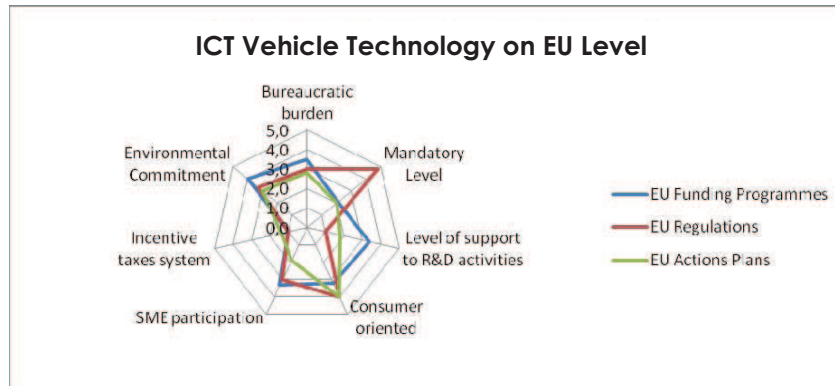 ICT Vehicle Technology on EU Level
Bureaucratic
burden
5,0
4,0
3,0
2,0
1,0
0,0
Mandatory
Level
Level of support
to R&D activities
Consumer
oriented
SME participation
Incentive
taxes system
Environmental
Commitment
EU Funding Programmes
EU Regulations
EU Actions Plans